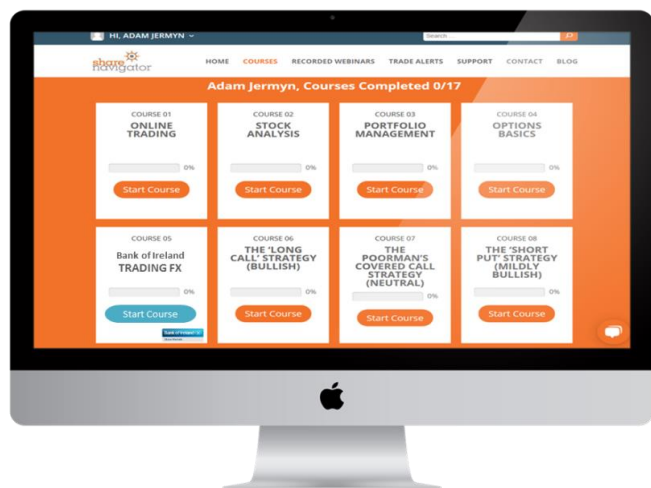 HI, ADAM JERMYN
Search
share navigator
HOME COURSES RECORDED WEBINARS TRADE ALERTS SUPPORT CONTACT BLOG
Adam Jermyn, Courses Completed 0/17
COURSE 01
ONLINE
TRADING
0%
Start Course
COURSE 02
STOCK
ANALYSIS
0%
Start Course
COURSE 03
PORTFOLIO
MANAGEMENT
0%
Start Course
COURSE 04
OPTIONS
BASICS
0%
Start Course
COURSE 05
Bank of Ireland
TRADING FX
0%
Start Course
Bank of Ireland
COURSE 06
THE 'LONG
CALL' STRATEGY
(BULLISH)
0%
Start Course
COURSE 07
THE
POORMAN'S
COVERED CALL
STRATEGY
(NEUTRAL)
0%
Start Course
COURSE 08
THE 'SHORT
PUT' STRATEGY
(MILDLY
BULLISH)
0%
Start Course